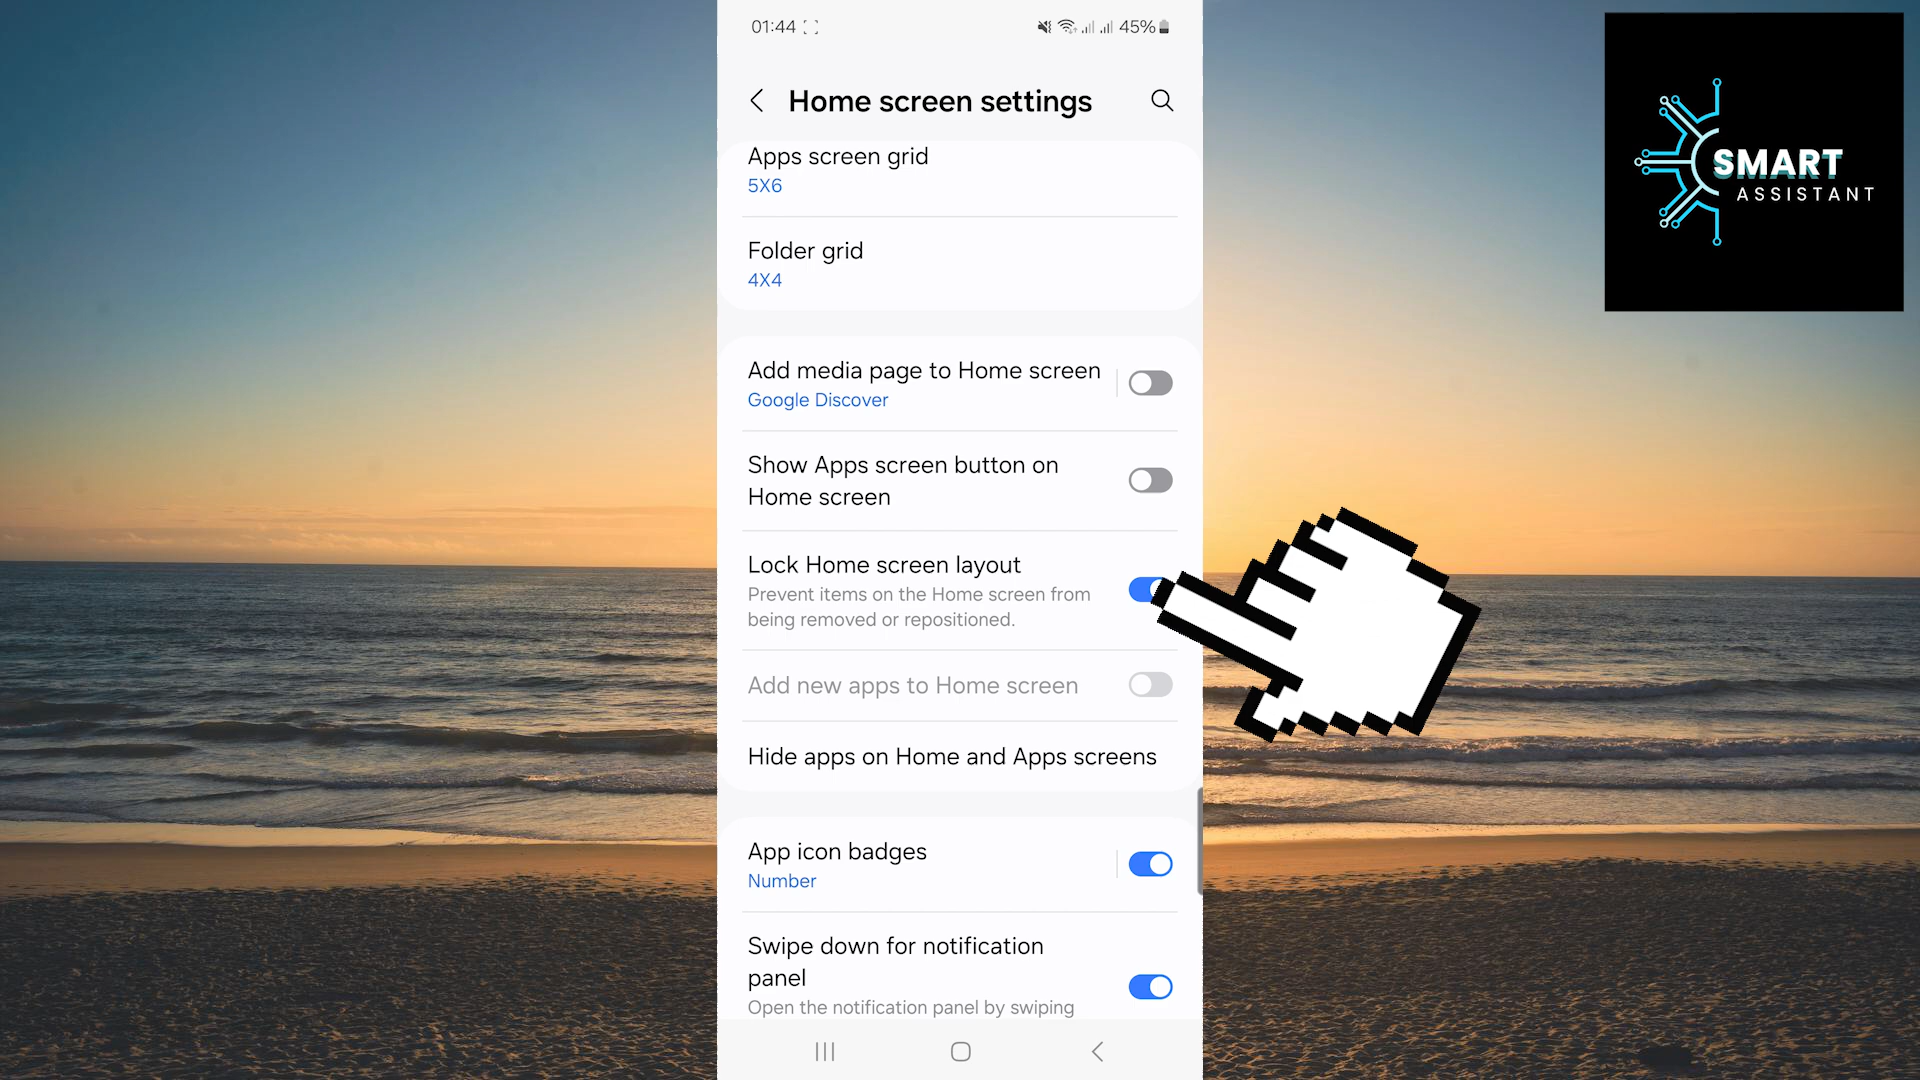 01:44
45%
Home screen settings
Apps screen grid
5X6
Folder grid
4X4
Add media page to Home screen
Google Discover
Show Apps screen button on
Home screen
Lock Home screen layout
Prevent items on the Home screen from
being removed or repositioned.
Add new apps to Home screen
Hide apps on Home and Apps screens
App icon badges
Number
Swipe down for notification
panel
Open the notification panel by swiping
SMART
ASSISTANT